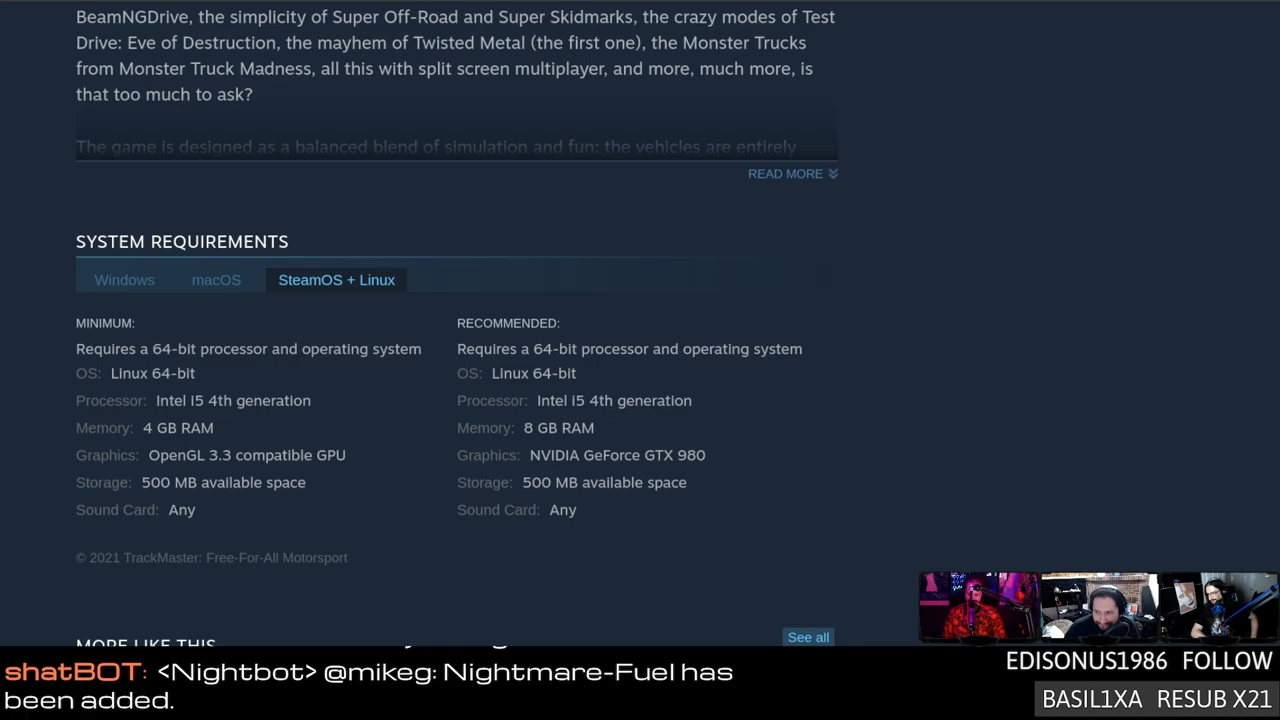 BeamNGDrive, the simplicity of Super Off-Road and Super Skidmarks, the crazy modes of Test
Drive: Eve of Destruction, the mayhem of Twisted Metal (the first one), the Monster Trucks
from Monster Truck Madness, all this with split screen multiplayer, and more, much more, is
that too much to ask?
The game is designed as a balanced blend of simulation and fun: the vehicles are entirely
READ MORE
SYSTEM REQUIREMENTS
Windows macOS SteamOS + Linux
MINIMUM:
Requires a 64-bit processor and operating system
OS: Linux 64-bit
Processor: Intel i5 4th generation
Memory: 4 GB RAM
Graphics: OpenGL 3.3 compatible GPU
Storage: 500 MB available space
Sound Card: Any
RECOMMENDED:
Requires a 64-bit processor and operating system
OS: Linux 64-bit
Processor: Intel i5 4th generation
Memory: 8 GB RAM
Graphics: NVIDIA GeForce GTX 980
Storage: 500 MB available space
Sound Card: Any
© 2021 TrackMaster: Free-For-All Motorsport
MORE LIKE THIS
See all
shatBOT: <Nightbot> @mikeg: Nightmare-Fuel has
been added.
EDISONUS1986 FOLLOW
BASIL1XA RESUB X21